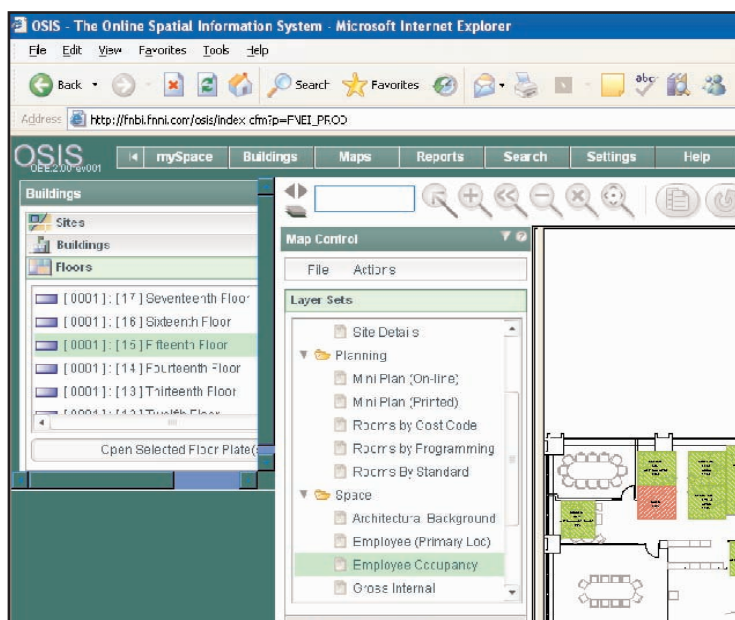 OSIS - The Online Spatial Information System - Microsoft Internet Explorer
File Edit View Favorites Tools Help
Back Search Favorites
Address http://fnbi.fnni.com/osis/index.cfm?p=FNEI_PROD
OSIS
mySpace Buildings Maps Reports Search Settings Help
Buildings
Sites
Buildings
Floors
[0001]: [17] Seventeenth Floor
[0001]: [16] Sixteenth Floor
[0001]: [15] Fifteenth Floor
[0001]: [14] Fourteenth Floor
[0001]: [13] Thirteenth Floor
[0001]: [12] Twelfth Floor
Open Selected Floor Plate(s
Map Control
File Actions
Layer Sets
Site Details
Planning
Mini Plan (On-line)
Mini Plan (Printed)
Rooms by Cost Code
Rooms by Programming
Rooms By Standard
Space
Architectural Background
Employee (Primary Loc)
Employee Occupancy
Gross Internal